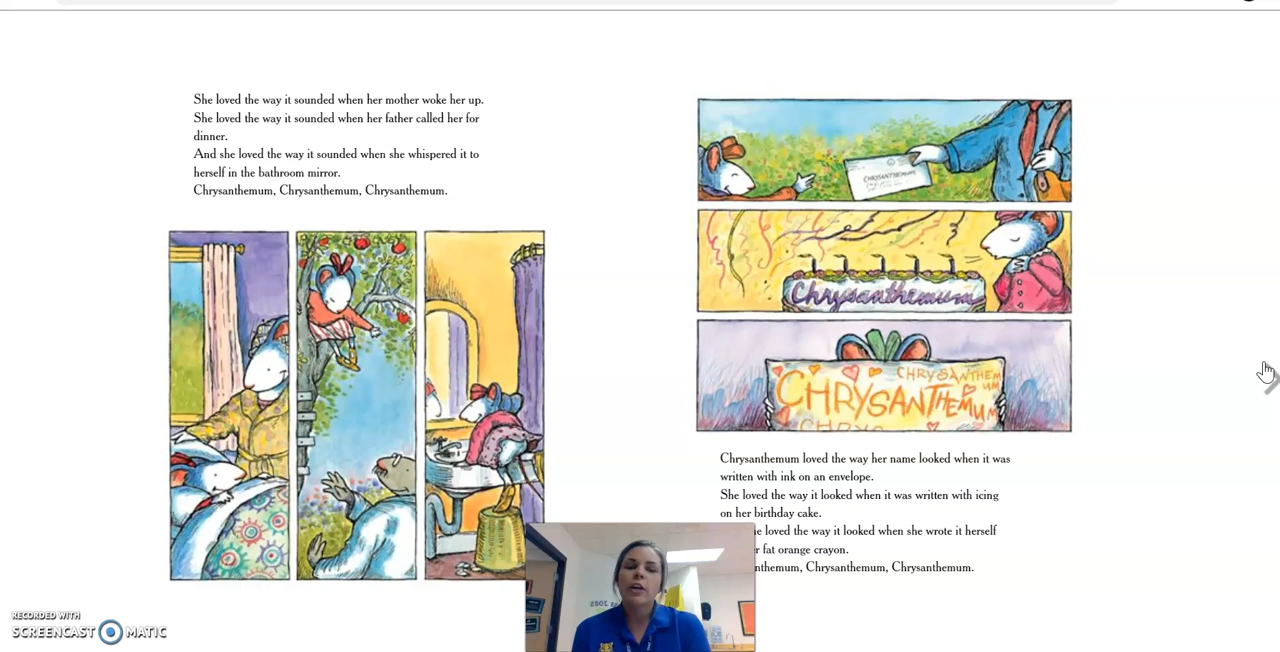 She loved the way it sounded when her mother woke her up.
She loved the way it sounded when her father called her for
dinner.
And she loved the way it sounded when she whispered it to
herself in the bathroom mirror.
Chrysanthemum, Chrysanthemum, Chrysanthemum.
CHRYSANTHEMUM
Chrysanthemum
CHRYSANTHEM
UM
CHRYSANTHEMUM
Chrysanthemum loved the way her name looked when it was
written with ink on an envelope.
She loved the way it looked when it was written with icing
on her birthday cake.
loved the way it looked when she wrote it herself
fat orange crayon.
Chrysanthemum, Chrysanthemum.
RECORDED WITH
SCREENCAST MATIC